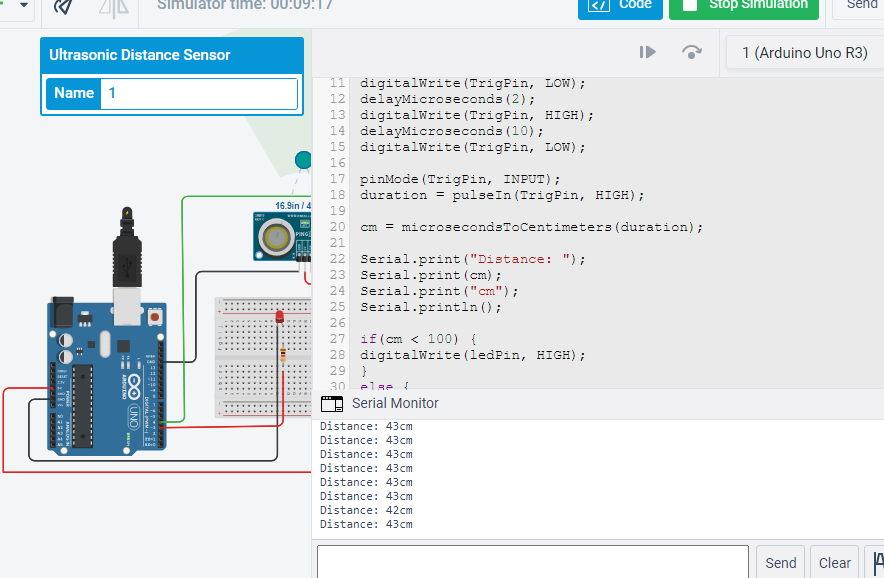 Simulator time: 00:09:17
Code
Stop Simulation
Send
Ultrasonic Distance Sensor
Name 1
1 (Arduino Uno R3)
11 digitalWrite(TrigPin, LOW);
12 delayMicroseconds(2);
13 digitalWrite(TrigPin, HIGH);
14 delayMicroseconds(10);
15 digitalWrite(TrigPin, LOW);
16
17 pinMode(TrigPin, INPUT);
18 duration = pulseIn(TrigPin, HIGH);
19
20 cm = microsecondsToCentimeters(duration);
21
22 Serial.print("Distance: ");
23 Serial.print(cm);
24 Serial.print("cm");
25 Serial.println();
26
27 if(cm < 100) {
28 digitalWrite(ledPin, HIGH);
29 }
30 else {
16.9in / 4
ARDUINO
UNO
Serial Monitor
Distance: 43cm
Distance: 43cm
Distance: 43cm
Distance: 43cm
Distance: 43cm
Distance: 43cm
Distance: 42cm
Distance: 43cm
Send
Clear